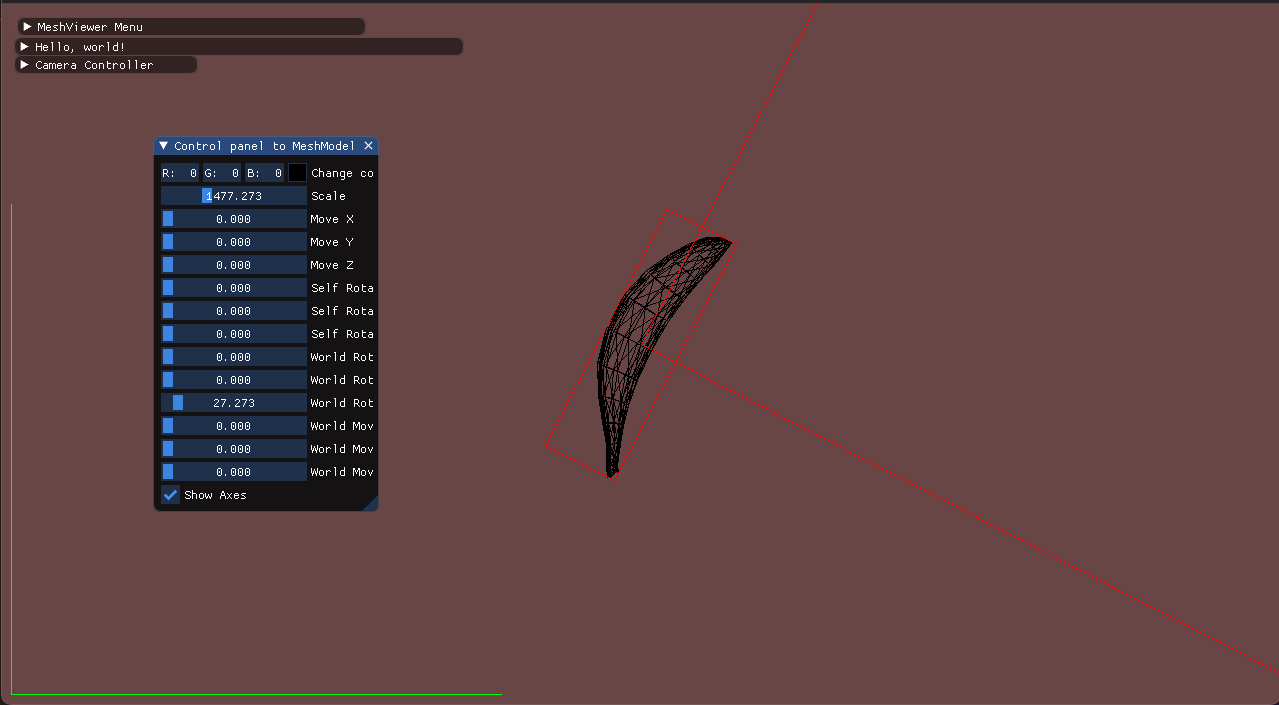 MeshViewer Menu
Hello, world!
Camera Controller
Control panel to MeshModel
R: 0 G: 0 B: 0 Change co
1477.273 Scale
0.000 Move X
0.000 Move Y
0.000 Move Z
0.000 Self Rota
0.000 Self Rota
0.000 Self Rota
0.000 World Rot
0.000 World Rot
27.273 World Rot
0.000 World Mov
0.000 World Mov
0.000 World Mov
Show Axes